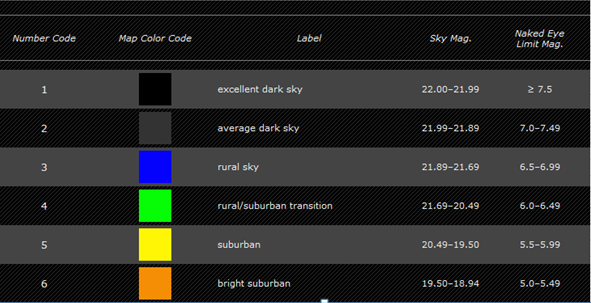 Number Code Map Color Code Label Sky Mag. Naked Eye
Limit Mag.
1 excellent dark sky 22.00–21.99 ≥ 7.5
2 average dark sky 21.99–21.89 7.0–7.49
3 rural sky 21.89–21.69 6.5–6.99
4 rural/suburban transition 21.69–20.49 6.0–6.49
5 suburban 20.49–19.50 5.5–5.99
6 bright suburban 19.50–18.94 5.0–5.49